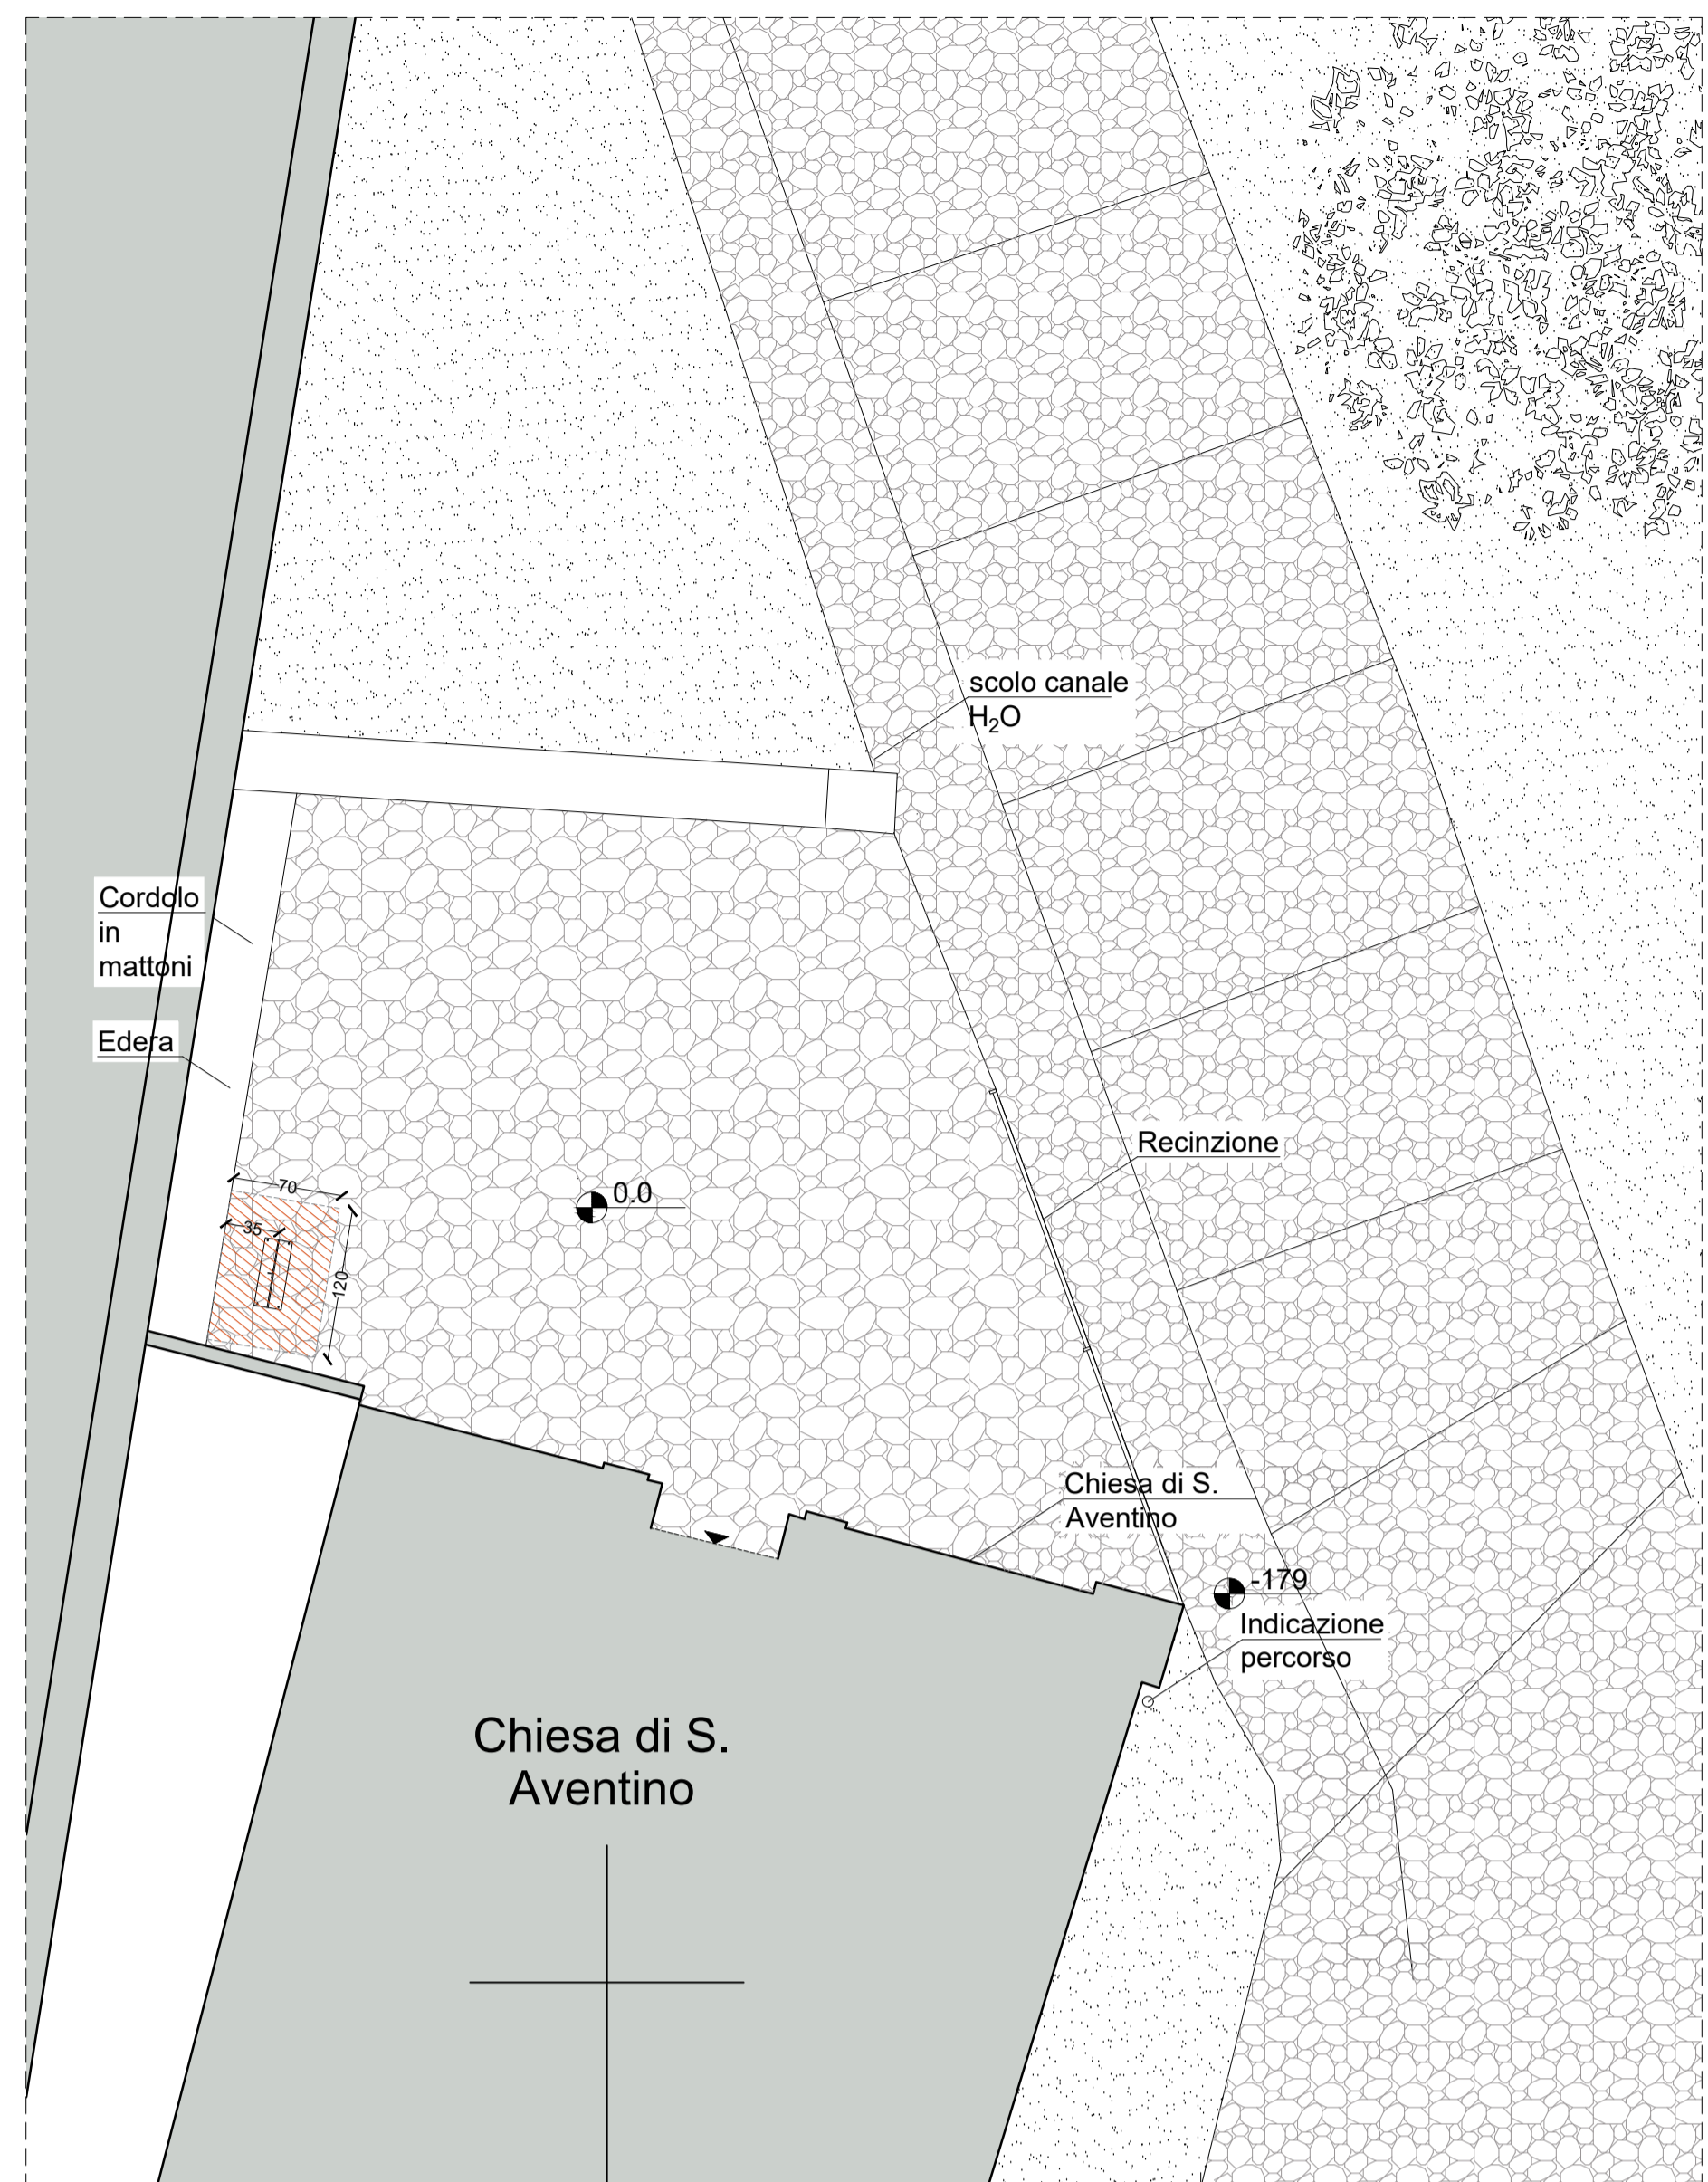 scolo canale
H₂O
Cordolo
in
mattoni
Edera
Recinzione
70
0.0
35
120
Chiesa di S.
Aventino
-179
Indicazione
percorso
Chiesa di S.
Aventino